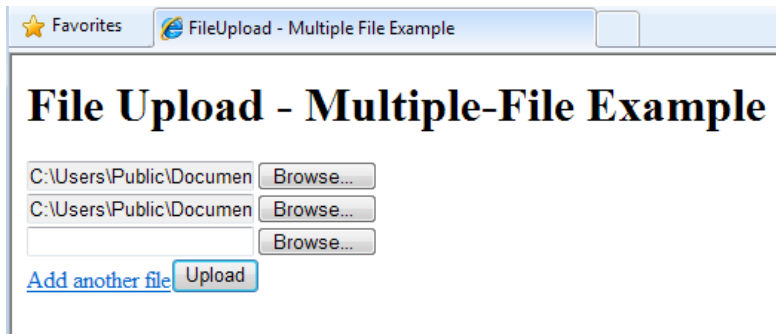 Favorites FileUpload - Multiple File Example
File Upload - Multiple-File Example
C:\Users\Public\Documen Browse...
C:\Users\Public\Documen Browse...
Browse...
Add another file Upload